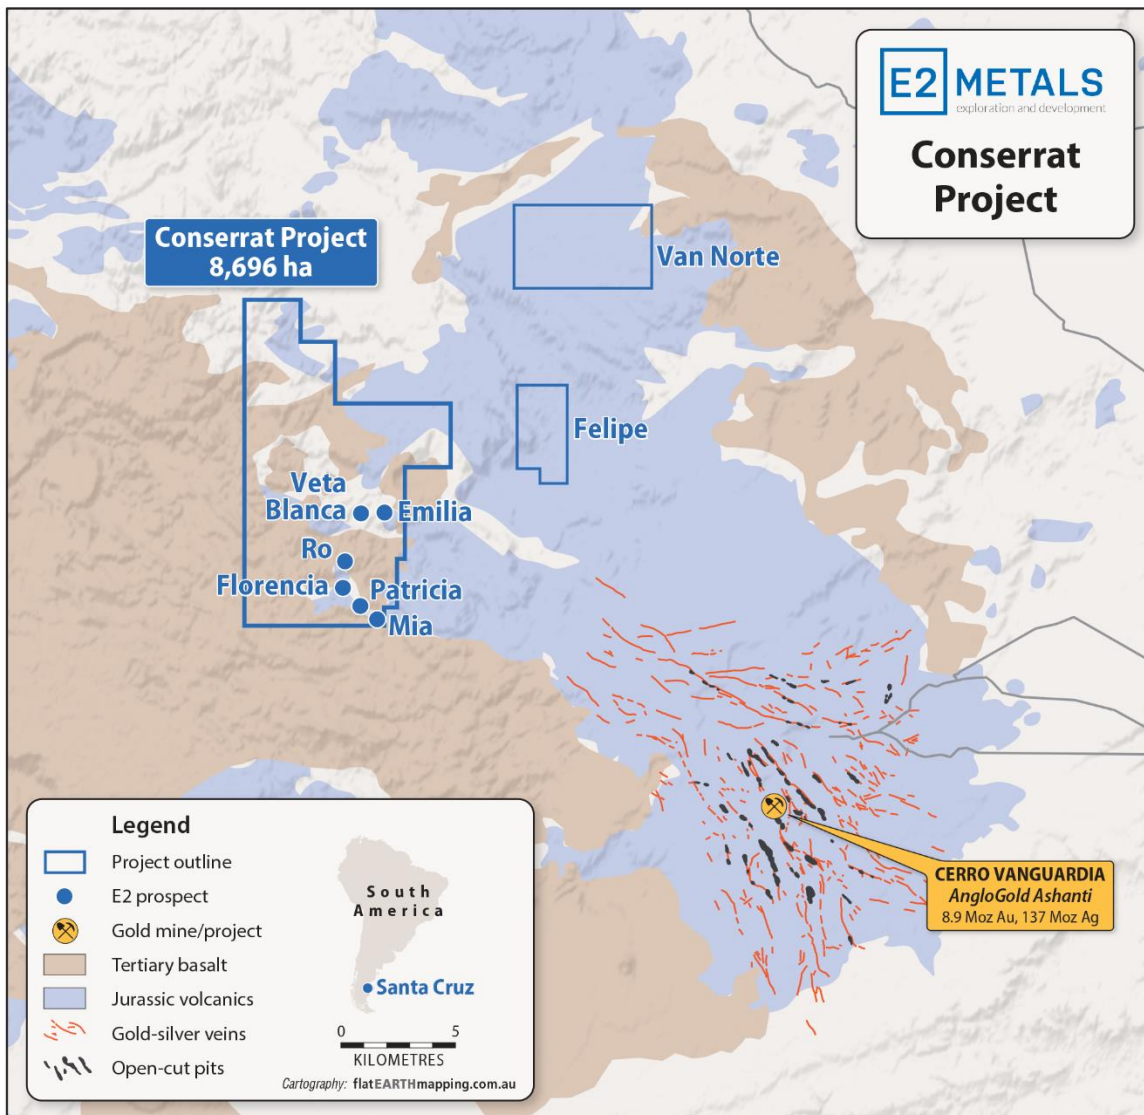 E2 METALS
exploration and development
Conserrat
Project
Conserrat Project
8,696 ha
Van Norte
Felipe
Veta
Blanca
Emilia
Ro
Florencia
Patricia
Mia
CERRO VANGUARDIA
AngloGold Ashanti
8.9 Moz Au, 137 Moz Ag
Legend
Project outline
E2 prospect
Gold mine/project
Tertiary basalt
Jurassic volcanics
Gold-silver veins
Open-cut pits
South
America
Santa Cruz
0 5
KILOMETRES
Cartography: flatEARTHmapping.com.au